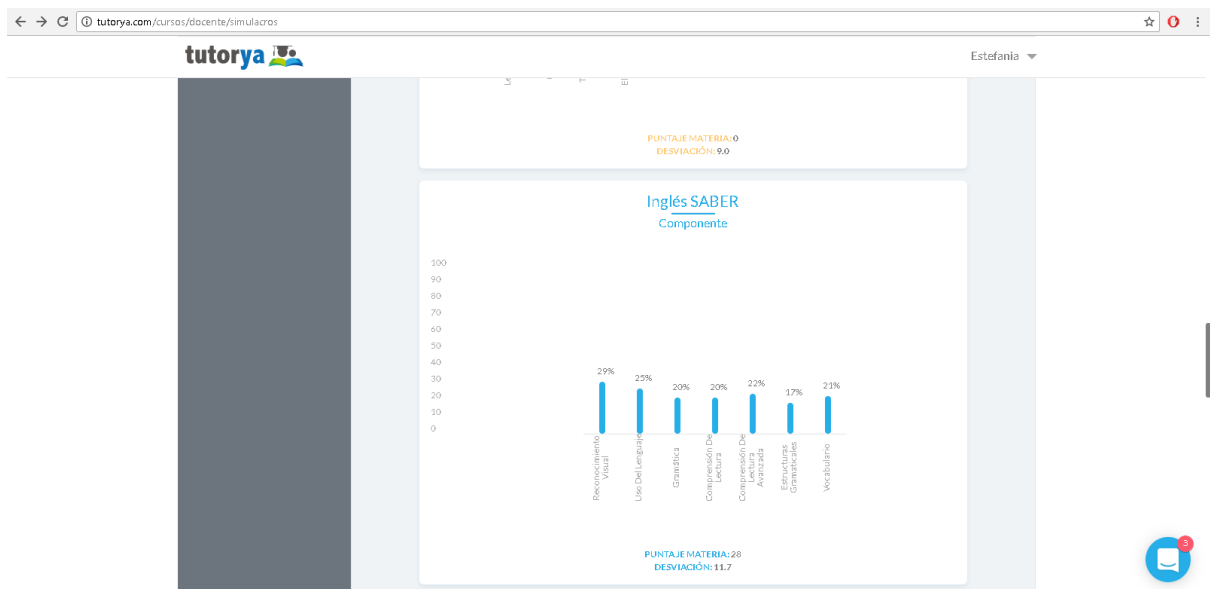 tutorya.com/cursos/docente/simulacros
tutorya
Estefania
Le
T
El
PUNTAJE MATERIA: 0
DESVIACIÓN: 9.0
Inglés SABER
Componente
100
90
80
70
60
50
40
30
20
10
0
29%
25%
20%
20%
22%
17%
21%
Reconocimiento
Visual
Uso Del Lenguaje
Gramática
Comprensión De
Lectura
Comprensión De
Lectura
Avanzada
Estructuras
Gramaticales
Vocabulario
PUNTAJE MATERIA: 28
DESVIACIÓN: 11.7
3